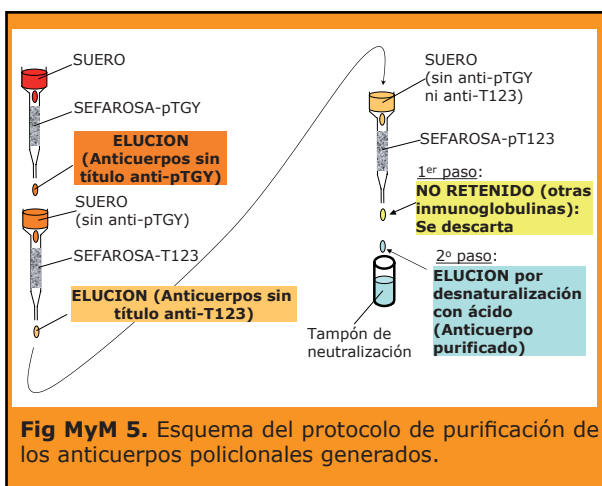 SUERO
SEFAROSA-pTGY
ELUCION
(Anticuerpos sin
título anti-pTGY)
SUERO
(sin anti-pTGY)
SEFAROSA-T123
ELUCION (Anticuerpos sin
título anti-T123)
SUERO
(sin anti-pTGY
ni anti-T123)
SEFAROSA-pT123
1er paso:
NO RETENIDO (otras
inmunoglobulinas):
Se descarta
2º paso:
ELUCION por
desnaturalización
con ácido
(Anticuerpo
purificado)
Tampón de
neutralización
Fig MyM 5. Esquema del protocolo de purificación de
los anticuerpos policlonales generados.